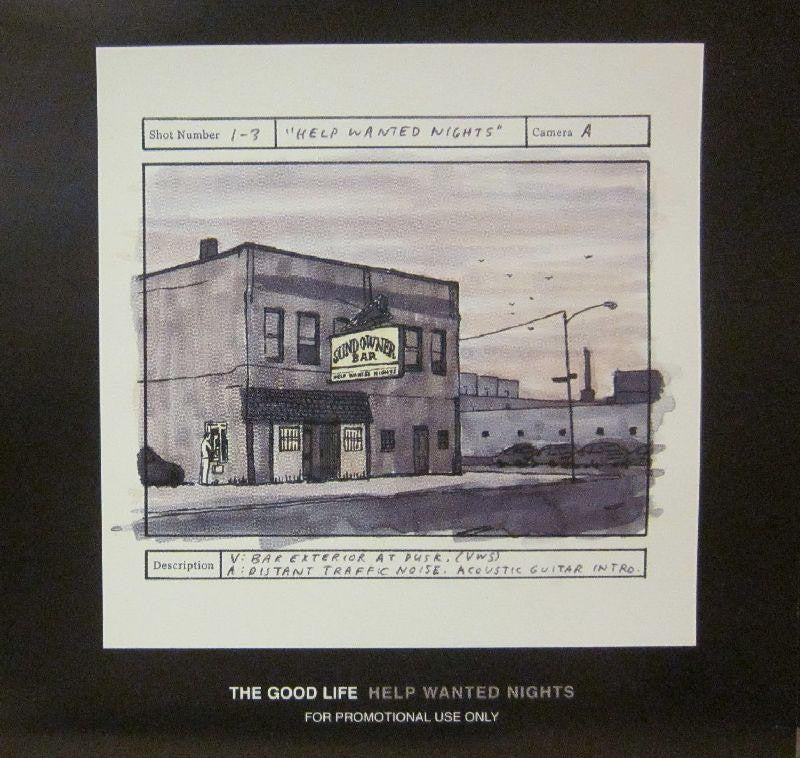 Shot Number 1-3 "HELP WANTED NIGHTS" Camera A
SUNDOWNER
BAR
HELP WANTED NIGHTS
Description V: BAR EXTERIOR AT DUSK. (VWS)
A: DISTANT TRAFFIC NOISE. ACOUSTIC GUITAR INTRO.
THE GOOD LIFE HELP WANTED NIGHTS
FOR PROMOTIONAL USE ONLY